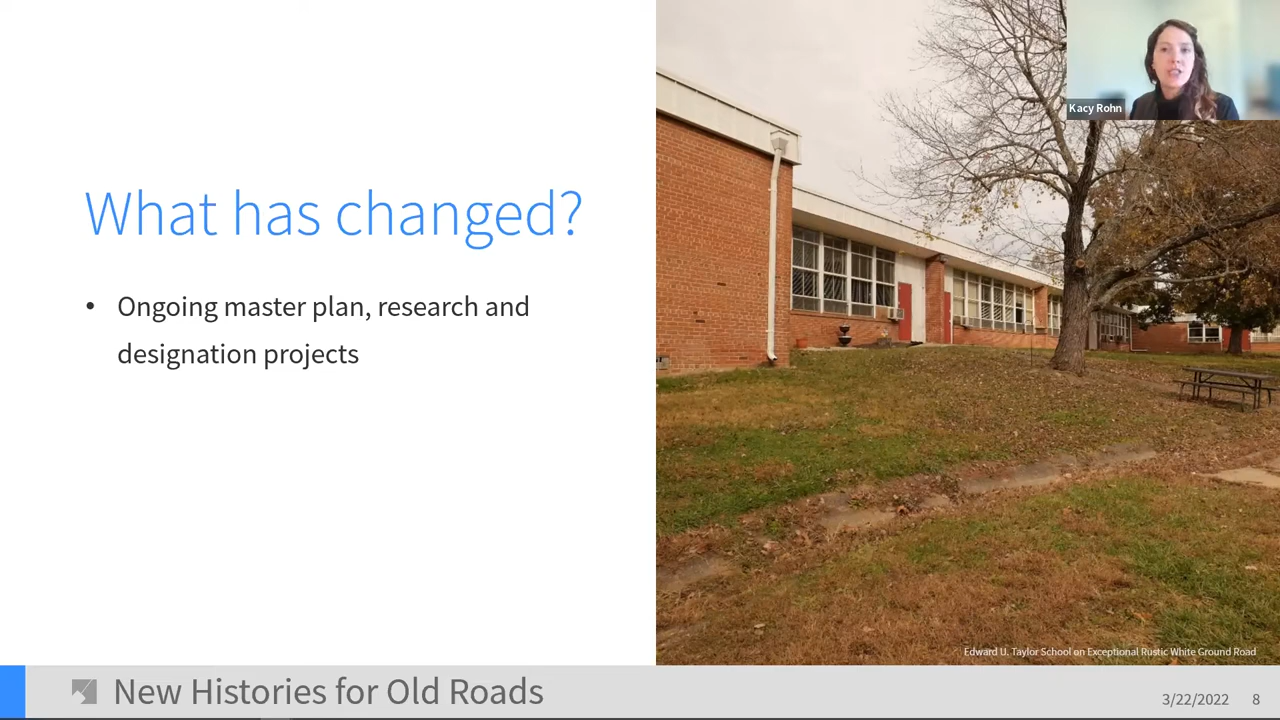 Kacy Rohn
What has changed?
• Ongoing master plan, research and
designation projects
Edward U. Taylor School on Exceptional Rustic White Ground Road
New Histories for Old Roads
3/22/2022 8